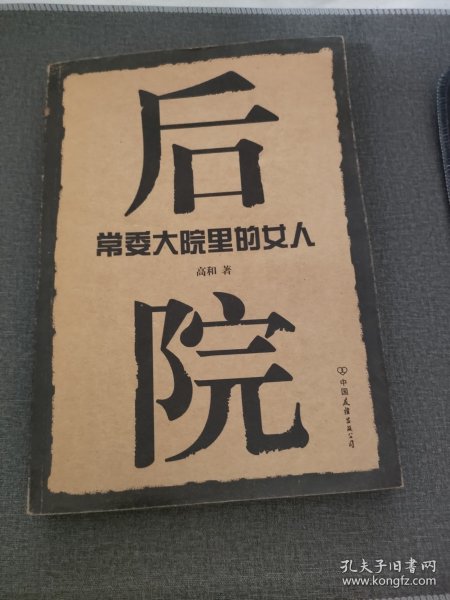 后
常委大院里的女人
高和 著
院
中国友谊出版公司
孔夫子旧书网
www.kongfz.com